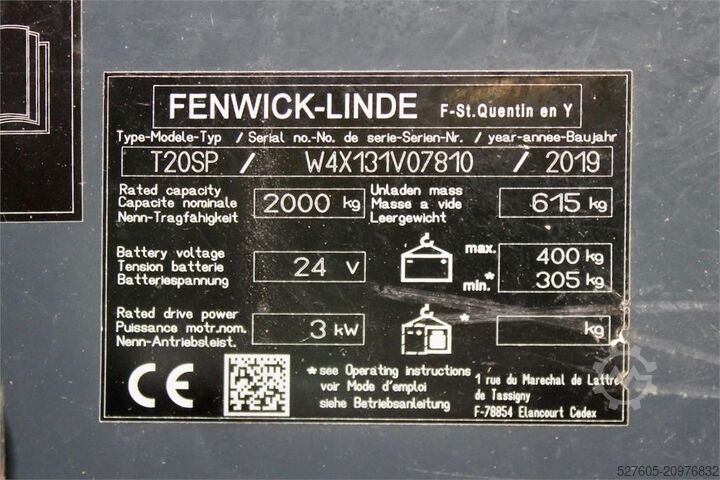 FENWICK-LINDE F-St.Quentin en Y
Type-Modele-Typ / Serial no.-No. de serie-Serien-Nr. / year-annee-Baujahr
T20SP / W4X131V07810 / 2019
Rated capacity
Capacite nominale
Nenn-Tragfähigkeit
2000 kg
Unladen mass
Masse a vide
Leergewicht
615 kg
Battery voltage
Tension batterie
Batteriespannung
24 V
max. 400 kg
min.* 305 kg
Rated drive power
Puissance motr.nom.
Nenn-Antriebsleist.
3 kW
* kg
CE
*see Operating instructions
voir Mode d'emploi
siehe Betriebsanleitung
1 rue du Marechal de Lattre
de Tassigny
F-78854 Elancourt Cedex
527605-20976832